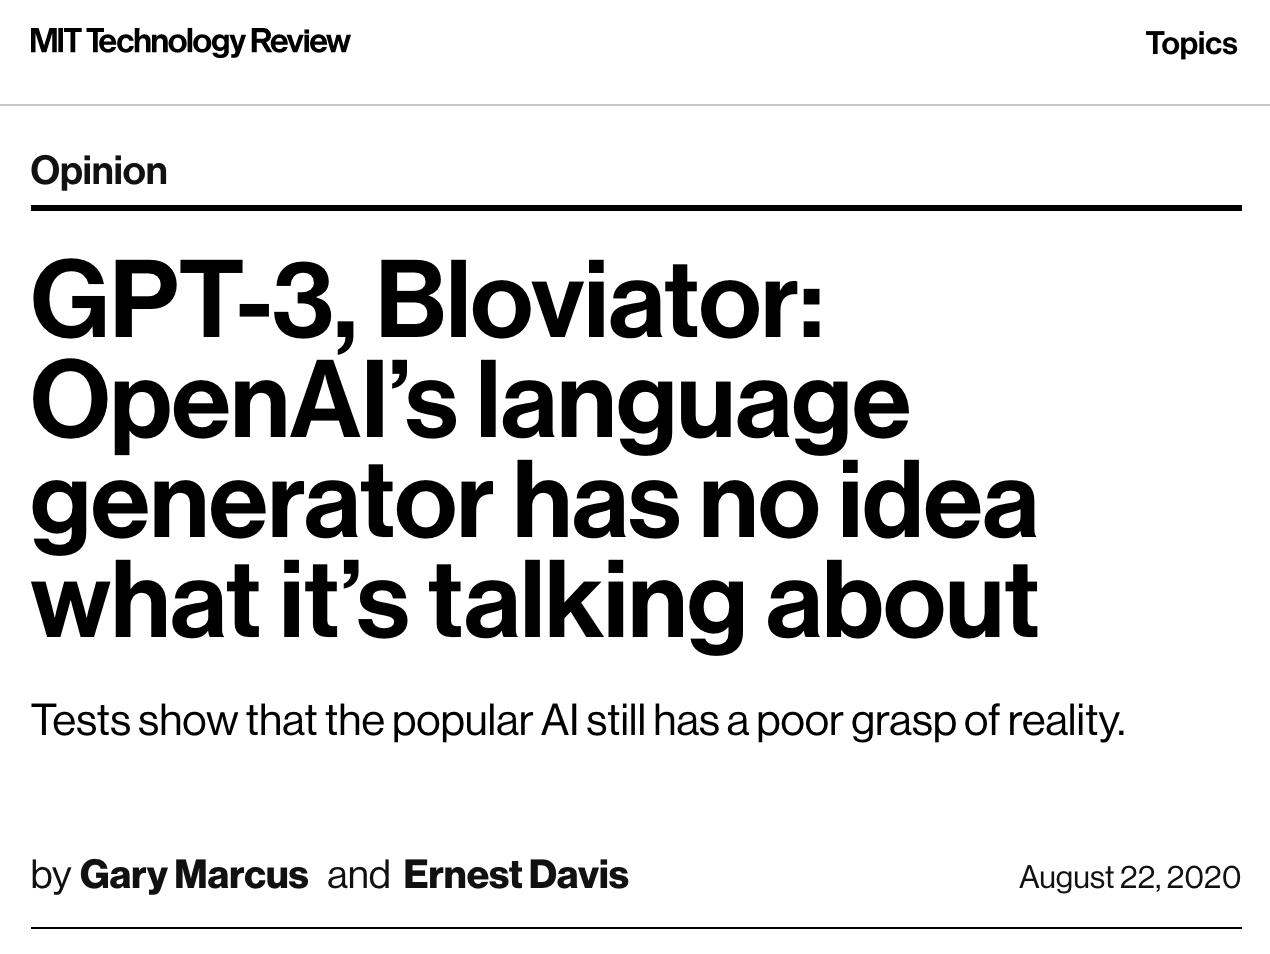 MIT Technology Review
Topics
Opinion
GPT-3, Bloviator:
OpenAI’s language
generator has no idea
what it’s talking about
Tests show that the popular AI still has a poor grasp of reality.
by Gary Marcus and Ernest Davis
August 22, 2020